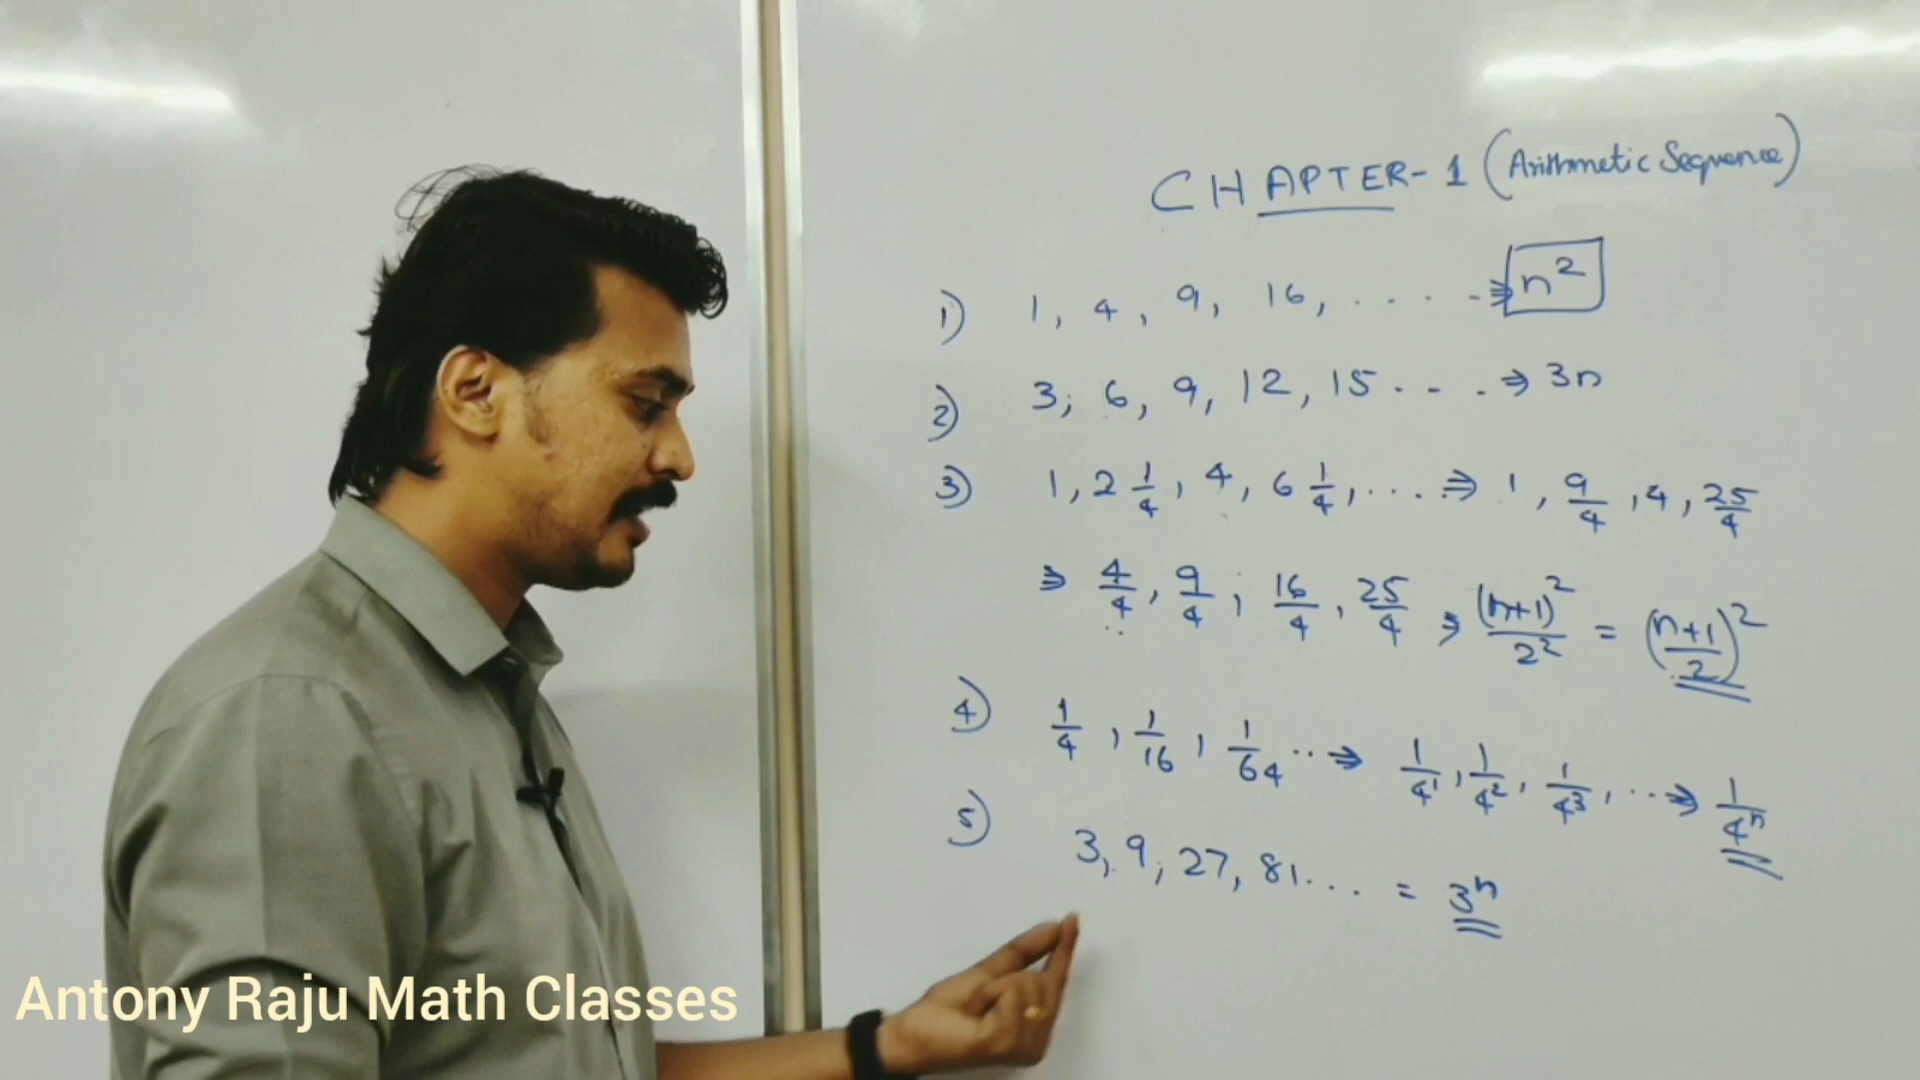 CHAPTER-1 (Arithmetic Sequence)
1) 1, 4, 9, 16, . . . . ⇒ n²
2) 3, 6, 9, 12, 15 . . . ⇒ 3n
3) 1, 2 1/4, 4, 6 1/4, . . . . ⇒ 1, 9/4, 4, 25/4
⇒ 4/4, 9/4, 16/4, 25/4 ⇒ (n+1)²/2² = ((n+1)/2)²
4) 1/4, 1/16, 1/64 .. ⇒ 1/4¹, 1/4², 1/4³, ... ⇒ 1/4ⁿ
5) 3, 9, 27, 81 . . . = 3ⁿ
Antony Raju Math Classes